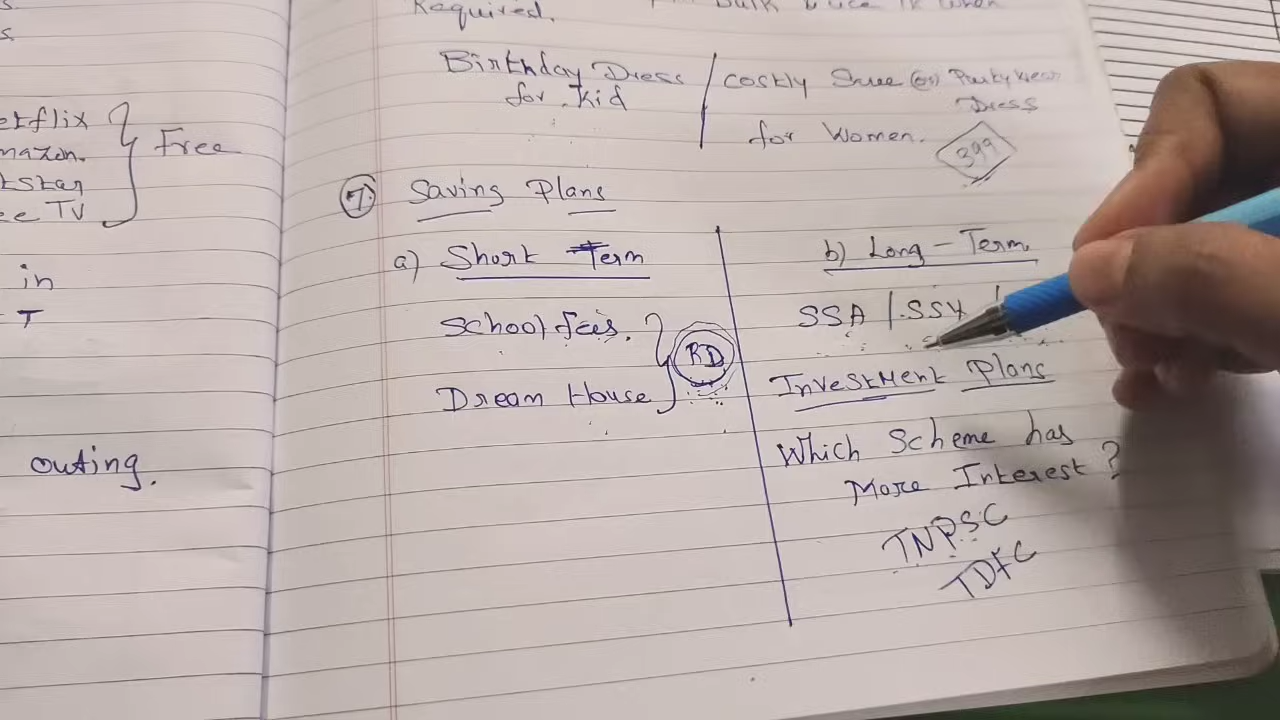 Required.
Birthday Dress
for Kid
costly Saree (or) Party Wear
Dress
for Women.
399
etflix
mazon.
tstar
ee TV
Free
7. Saving Plans
a) Short Term
School fees.
Dream House
RD
b) Long-Term
SSA |
Investment Plans
Which Scheme has
More Interest?
TNPSC
TDFC
in
T
outing.